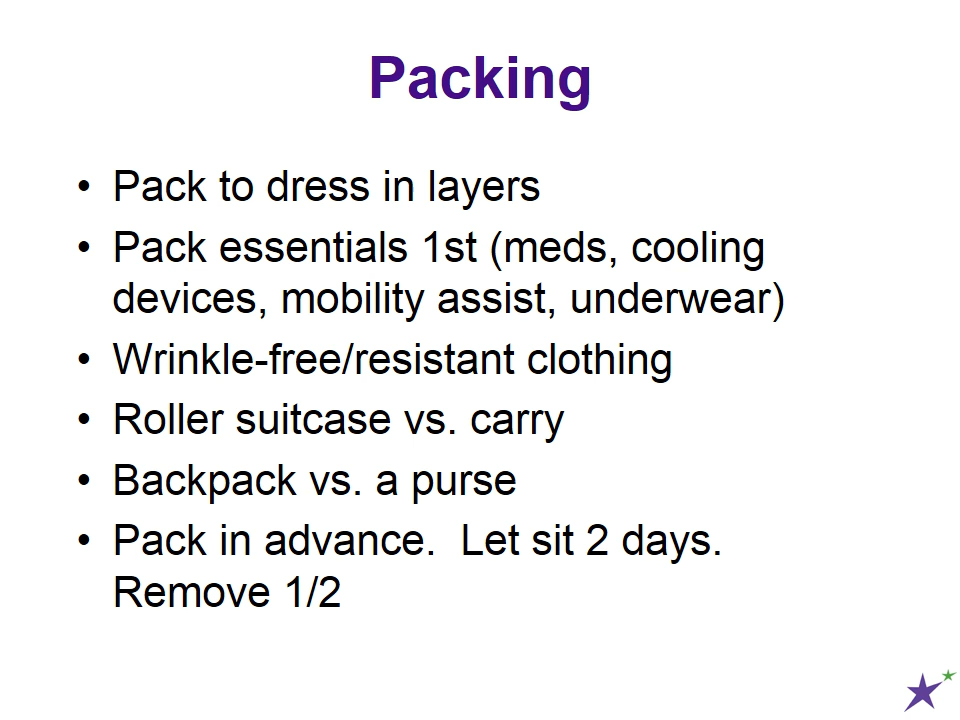 Packing
• Pack to dress in layers
• Pack essentials 1st (meds, cooling
devices, mobility assist, underwear)
• Wrinkle-free/resistant clothing
• Roller suitcase vs. carry
• Backpack vs. a purse
• Pack in advance.  Let sit 2 days.
Remove 1/2